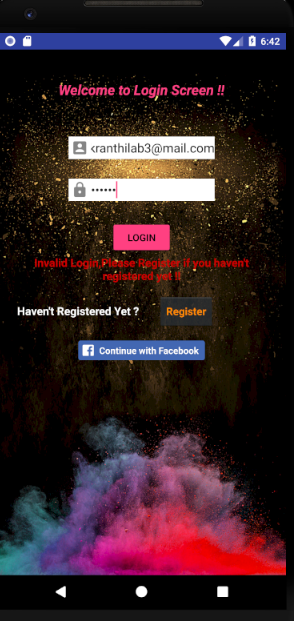 6:42
Welcome to Login Screen !!
kranthilab3@mail.com
••••••
LOGIN
Invalid Login.Please Register if you haven't
registered yet !!
Haven't Registered Yet ?
Register
Continue with Facebook